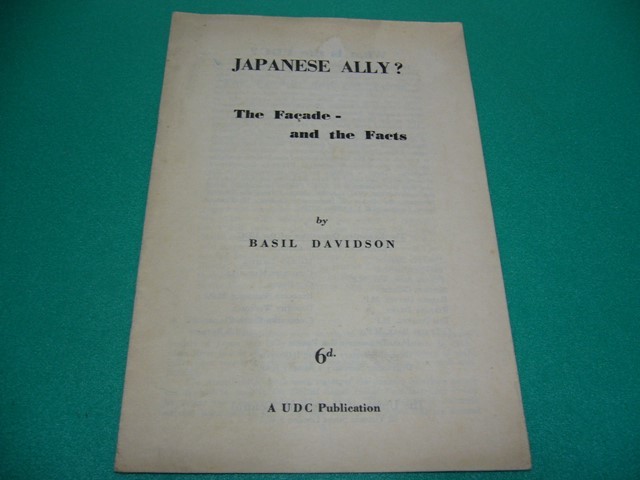 JAPANESE ALLY?
The Façade -
and the Facts
by
BASIL DAVIDSON
6d.
A UDC Publication